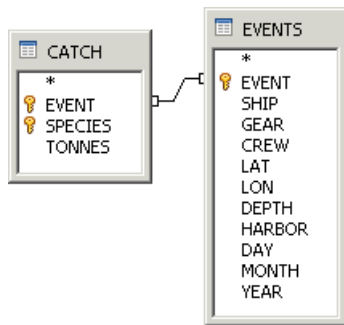 CATCH
*
EVENT
SPECIES
TONNES
EVENTS
*
EVENT
SHIP
GEAR
CREW
LAT
LON
DEPTH
HARBOR
DAY
MONTH
YEAR